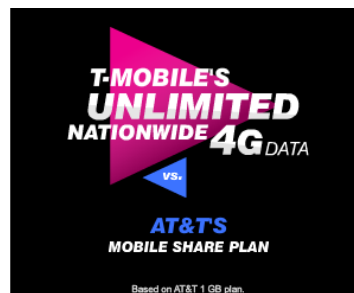 T-MOBILE'S
UNLIMITED
NATIONWIDE 4G DATA
vs.
AT&T'S
MOBILE SHARE PLAN
Based on AT&T 1 GB plan.